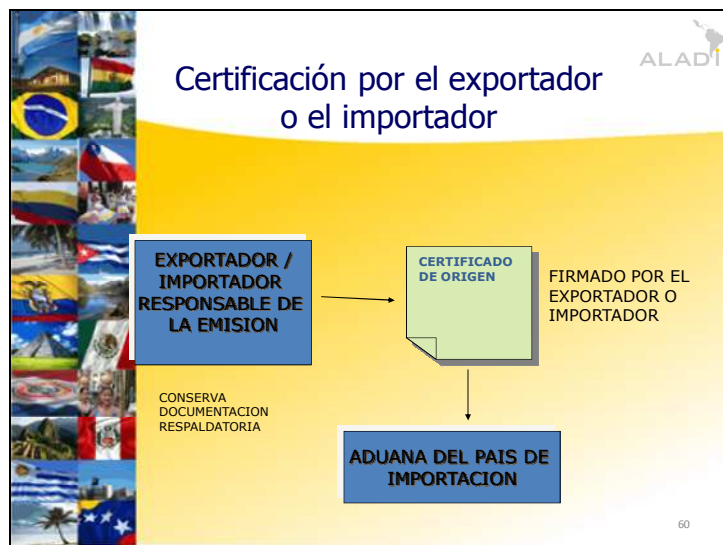 ALADI
Certificación por el exportador
o el importador
EXPORTADOR /
IMPORTADOR
RESPONSABLE DE
LA EMISION
CERTIFICADO
DE ORIGEN
FIRMADO POR EL
EXPORTADOR O
IMPORTADOR
CONSERVA
DOCUMENTACION
RESPALDATORIA
ADUANA DEL PAIS DE
IMPORTACION
60